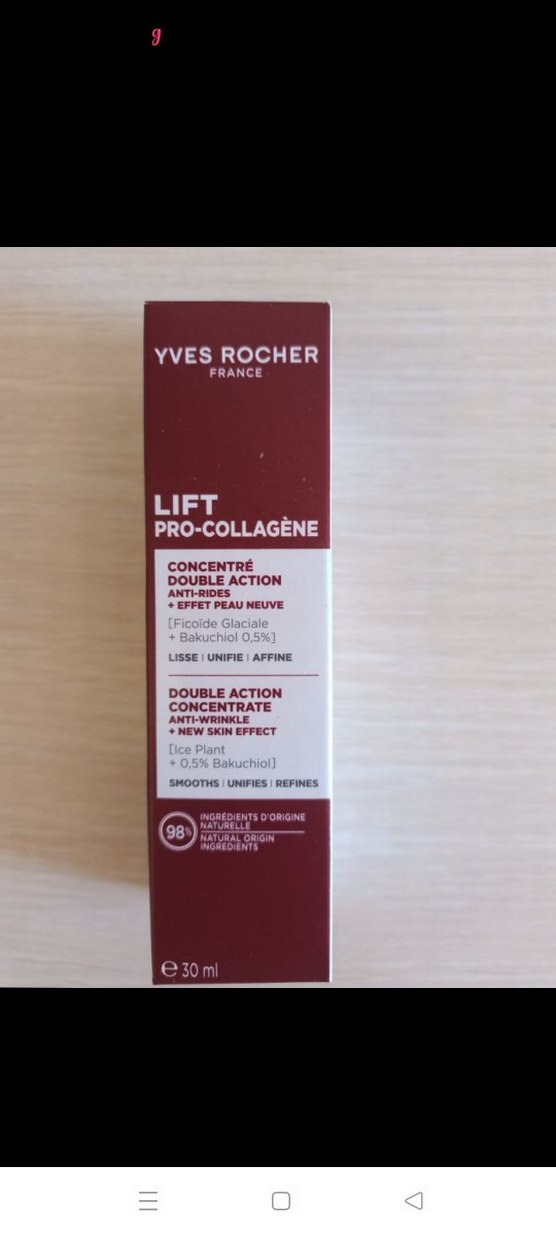 g
YVES ROCHER
FRANCE
LIFT
PRO-COLLAGÈNE
CONCENTRÉ
DOUBLE ACTION
ANTI-RIDES
+ EFFET PEAU NEUVE
[Ficoïde Glaciale
+ Bakuchiol 0,5%]
LISSE | UNIFIE | AFFINE
DOUBLE ACTION
CONCENTRATE
ANTI-WRINKLE
+ NEW SKIN EFFECT
[Ice Plant
+ 0,5% Bakuchiol]
SMOOTHS | UNIFIES | REFINES
98%
INGRÉDIENTS D'ORIGINE
NATURELLE
NATURAL ORIGIN
INGREDIENTS
℮ 30 ml